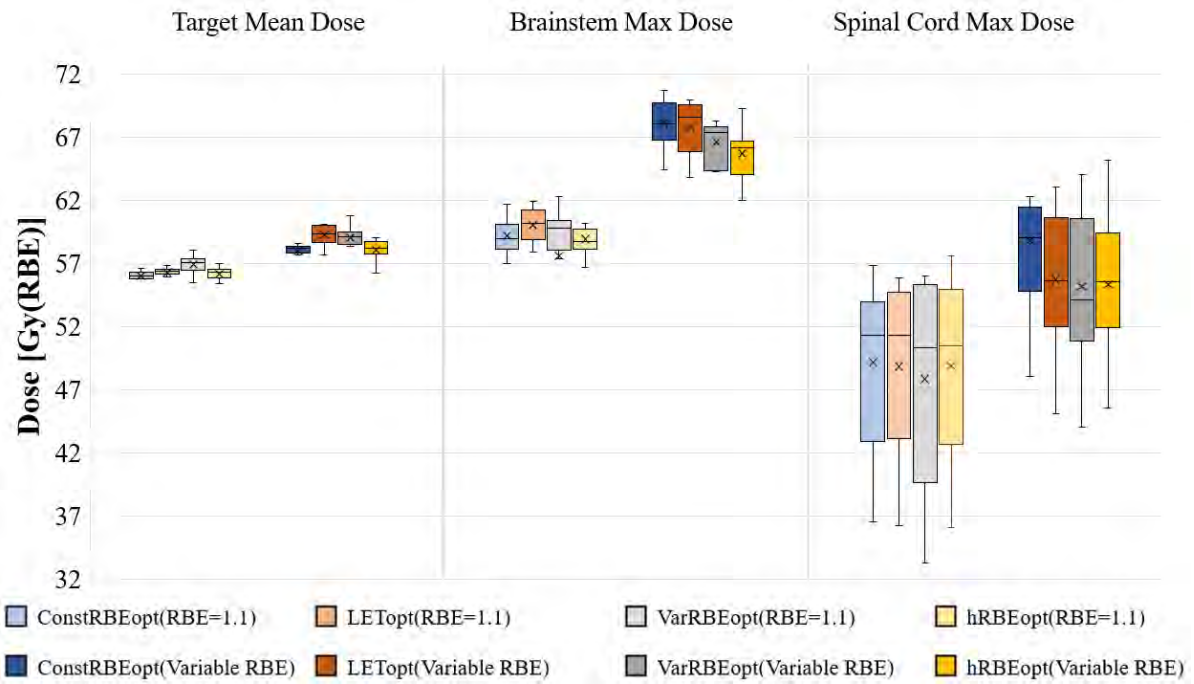 Target Mean Dose Brainstem Max Dose Spinal Cord Max Dose
Dose [Gy(RBE)]
72
67
62
57
52
47
42
37
32
ConstRBEopt(RBE=1.1) LETopt(RBE=1.1) VarRBEopt(RBE=1.1) hRBEopt(RBE=1.1)
ConstRBEopt(Variable RBE) LETopt(Variable RBE) VarRBEopt(Variable RBE) hRBEopt(Variable RBE)